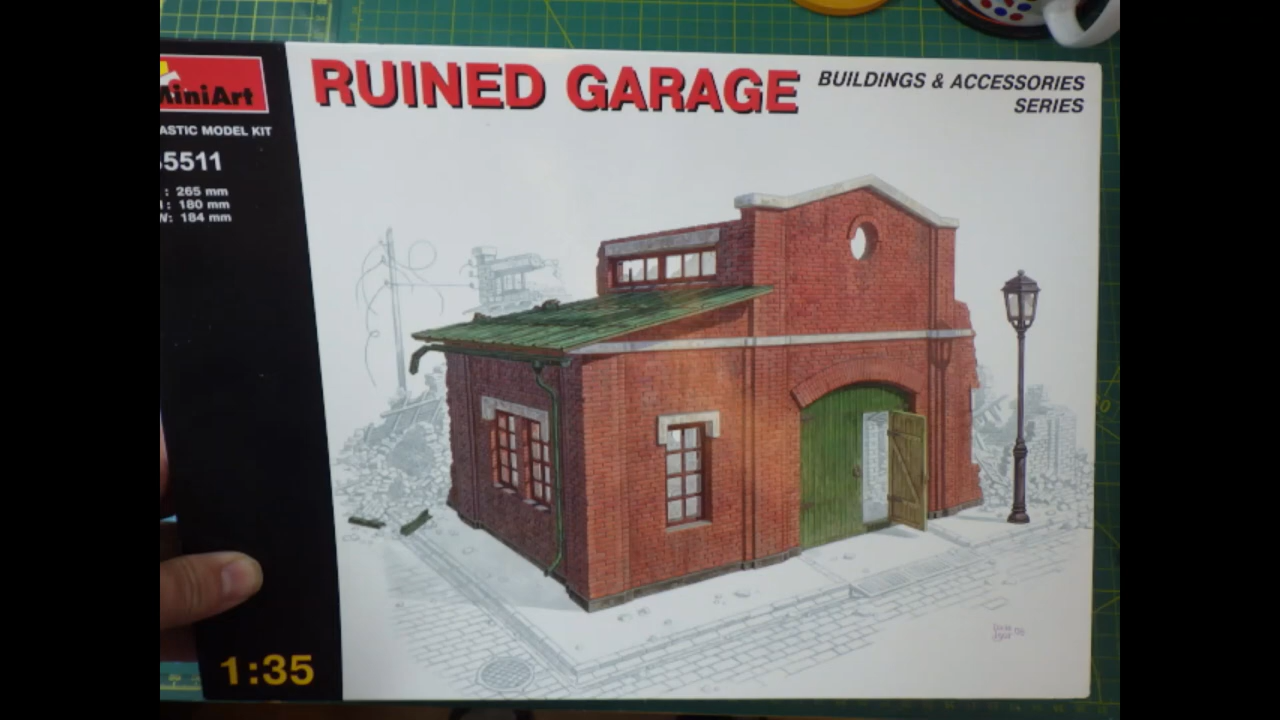 MiniArt
RUINED GARAGE
BUILDINGS & ACCESSORIES
SERIES
ASTIC MODEL KIT
5511
: 265 mm
: 180 mm
W: 184 mm
1:35